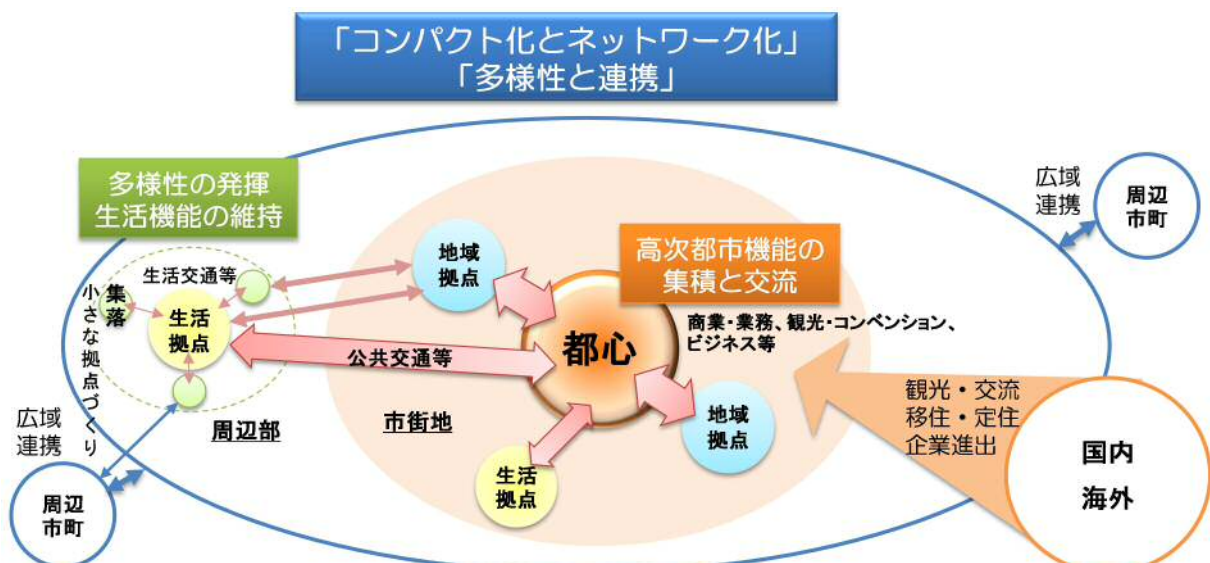 「コンパクト化とネットワーク化」
「多様性と連携」
多様性の発揮
生活機能の維持
生活交通等
集落
小さな拠点づくり
生活
拠点
地域
拠点
高次都市機能の
集積と交流
商業・業務、観光・コンベンション、
ビジネス等
都心
公共交通等
広域
連携
周辺
市町
周辺部
市街地
地域
拠点
生活
拠点
観光・交流
移住・定住
企業進出
国内
海外
広域
連携
周辺
市町